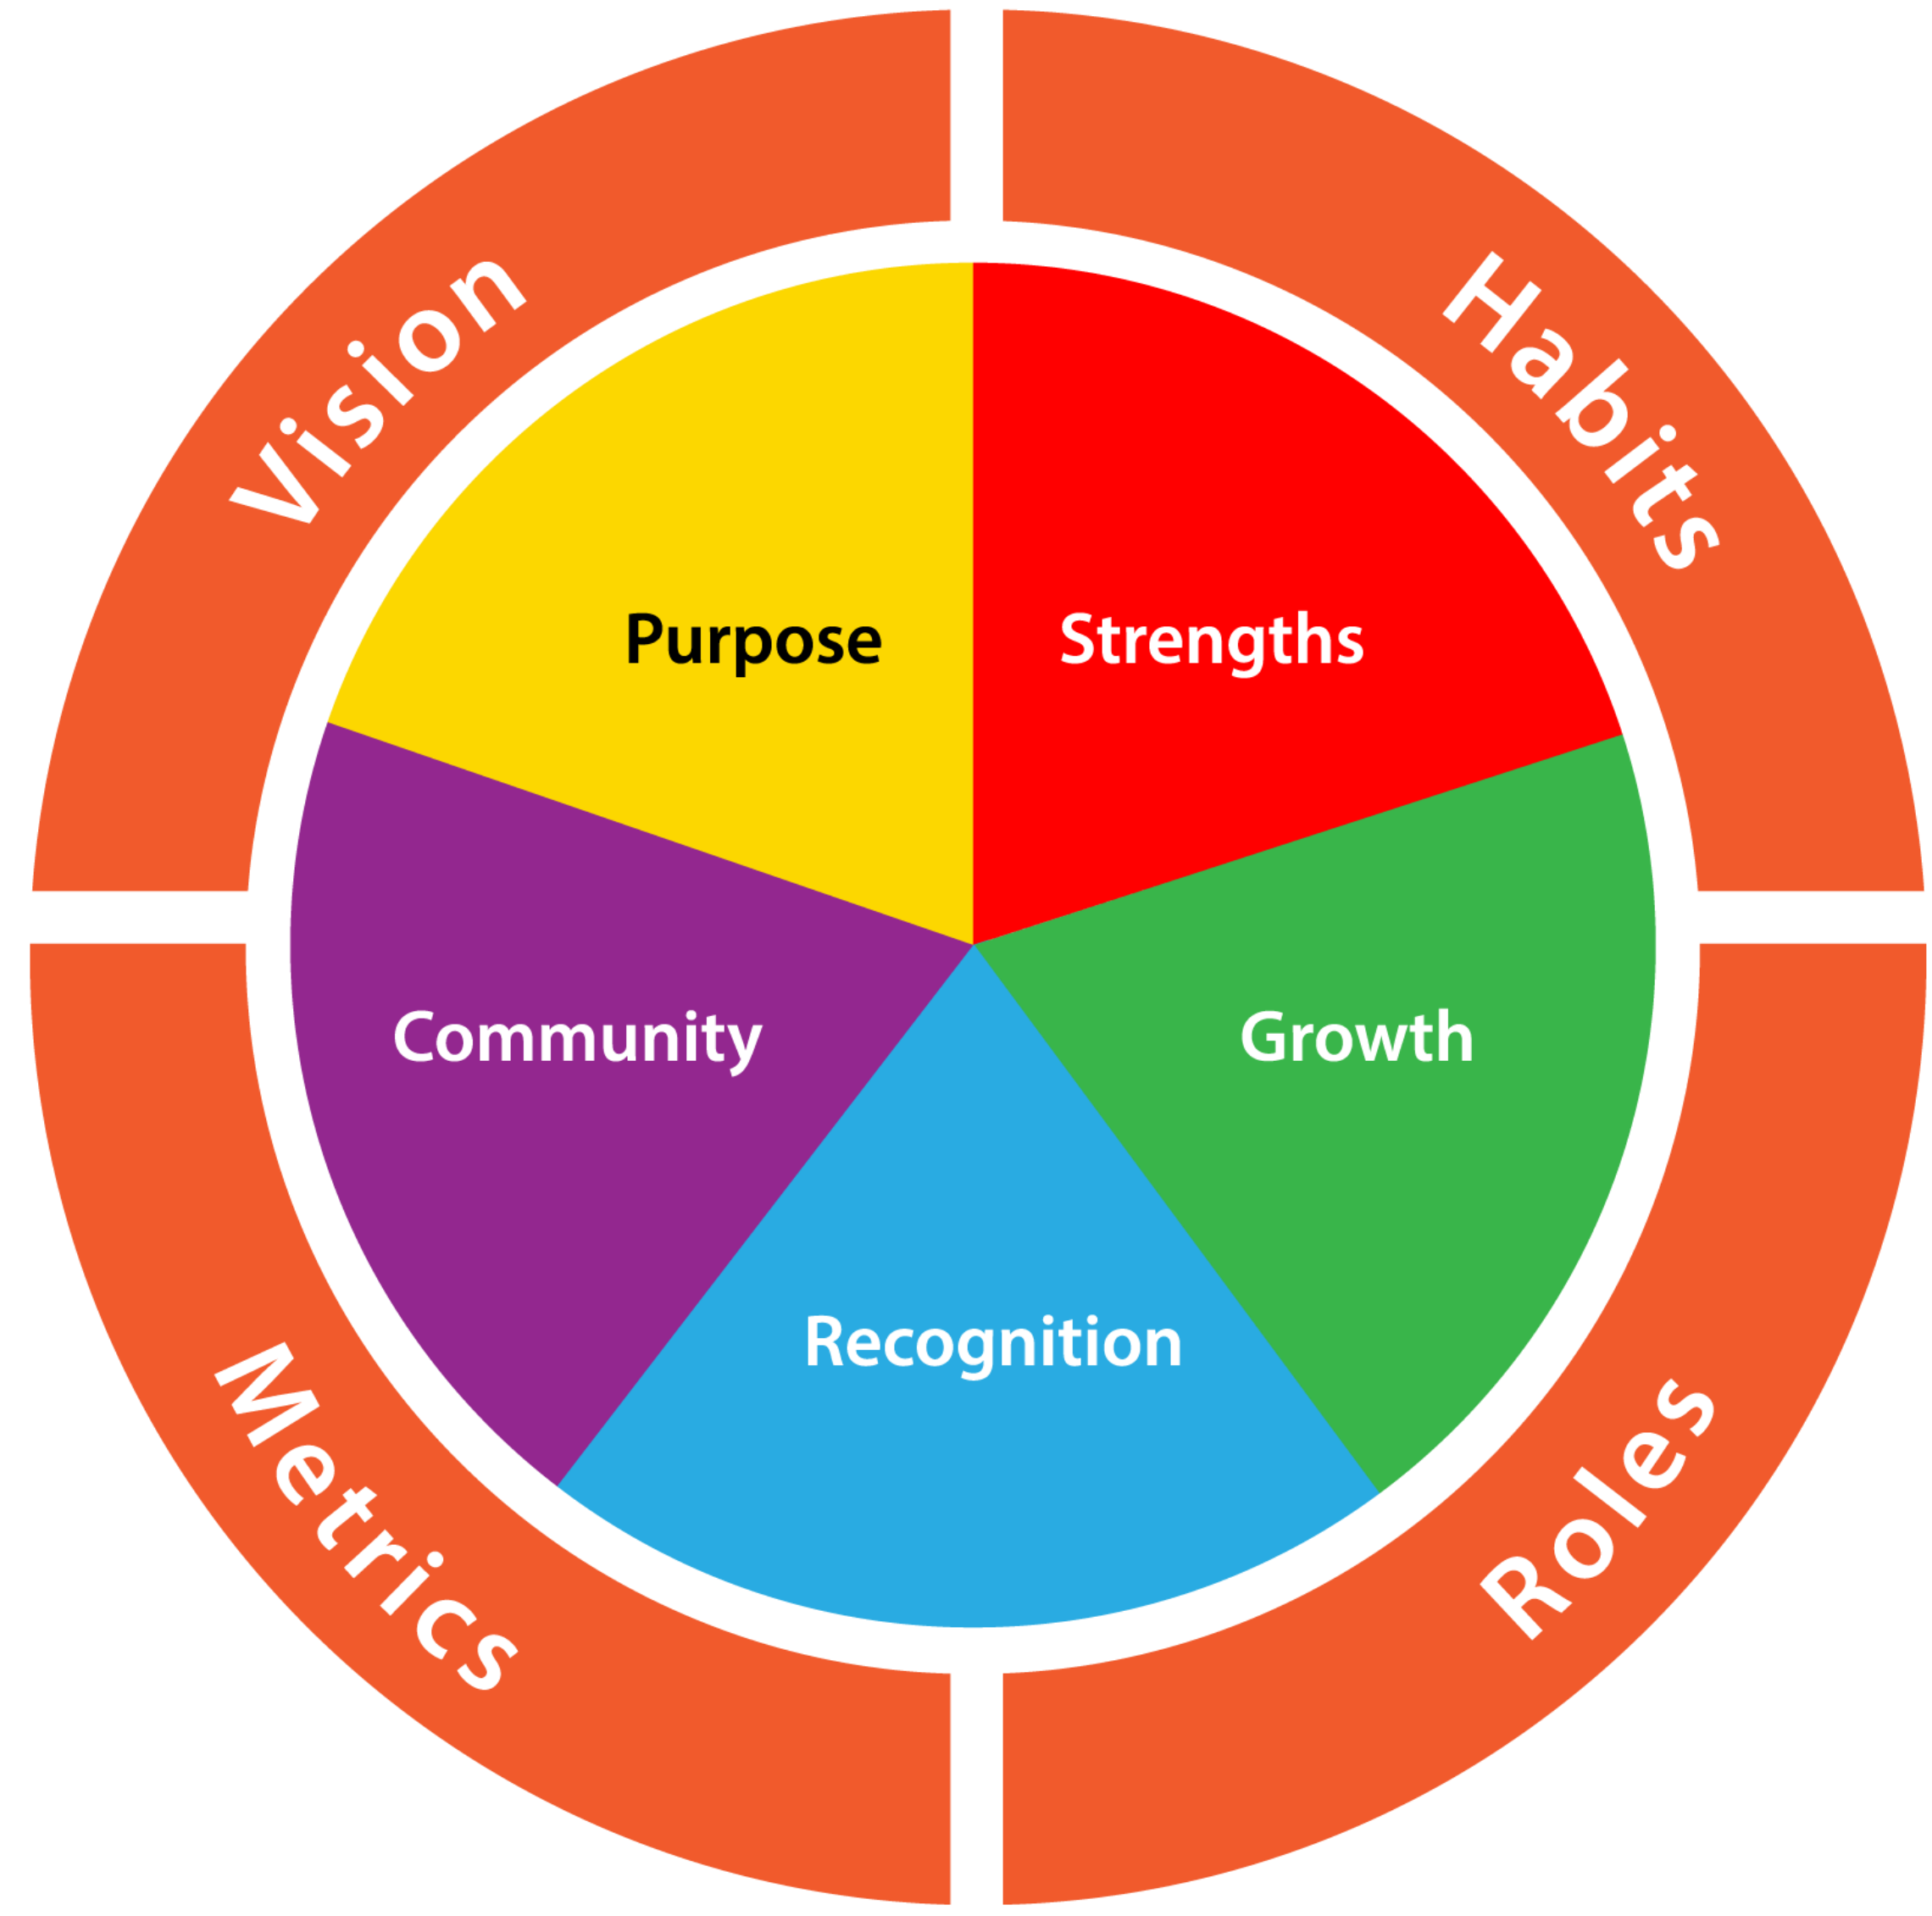 Vision
Habits
Purpose
Strengths
Community
Growth
Recognition
Metrics
Roles